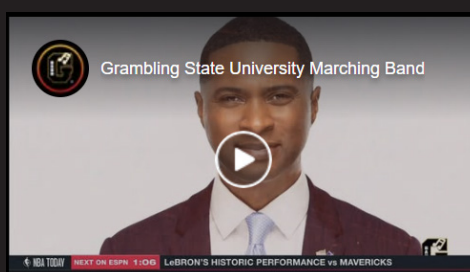 Grambling State University Marching Band
NBA TODAY NEXT ON ESPN 1:06 LEBRON'S HISTORIC PERFORMANCE vs MAVERICKS